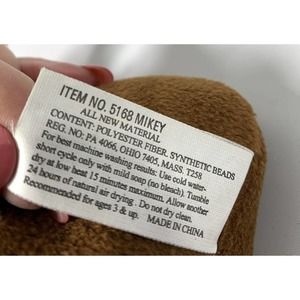 ITEM NO. 5168 MIKEY
ALL NEW MATERIAL
CONTENT: POLYESTER FIBER. SYNTHETIC BEADS
REG. NO: PA 4066, OHIO 7405, MASS. T258
For best machine washing results: Use cold water-
short cycle only with mild soap (no bleach). Tumble
dry at low heat 15 minutes maximum. Allow another
24 hours of natural air drying. Do not dry clean.
Recommended for ages 3 & up. MADE IN CHINA